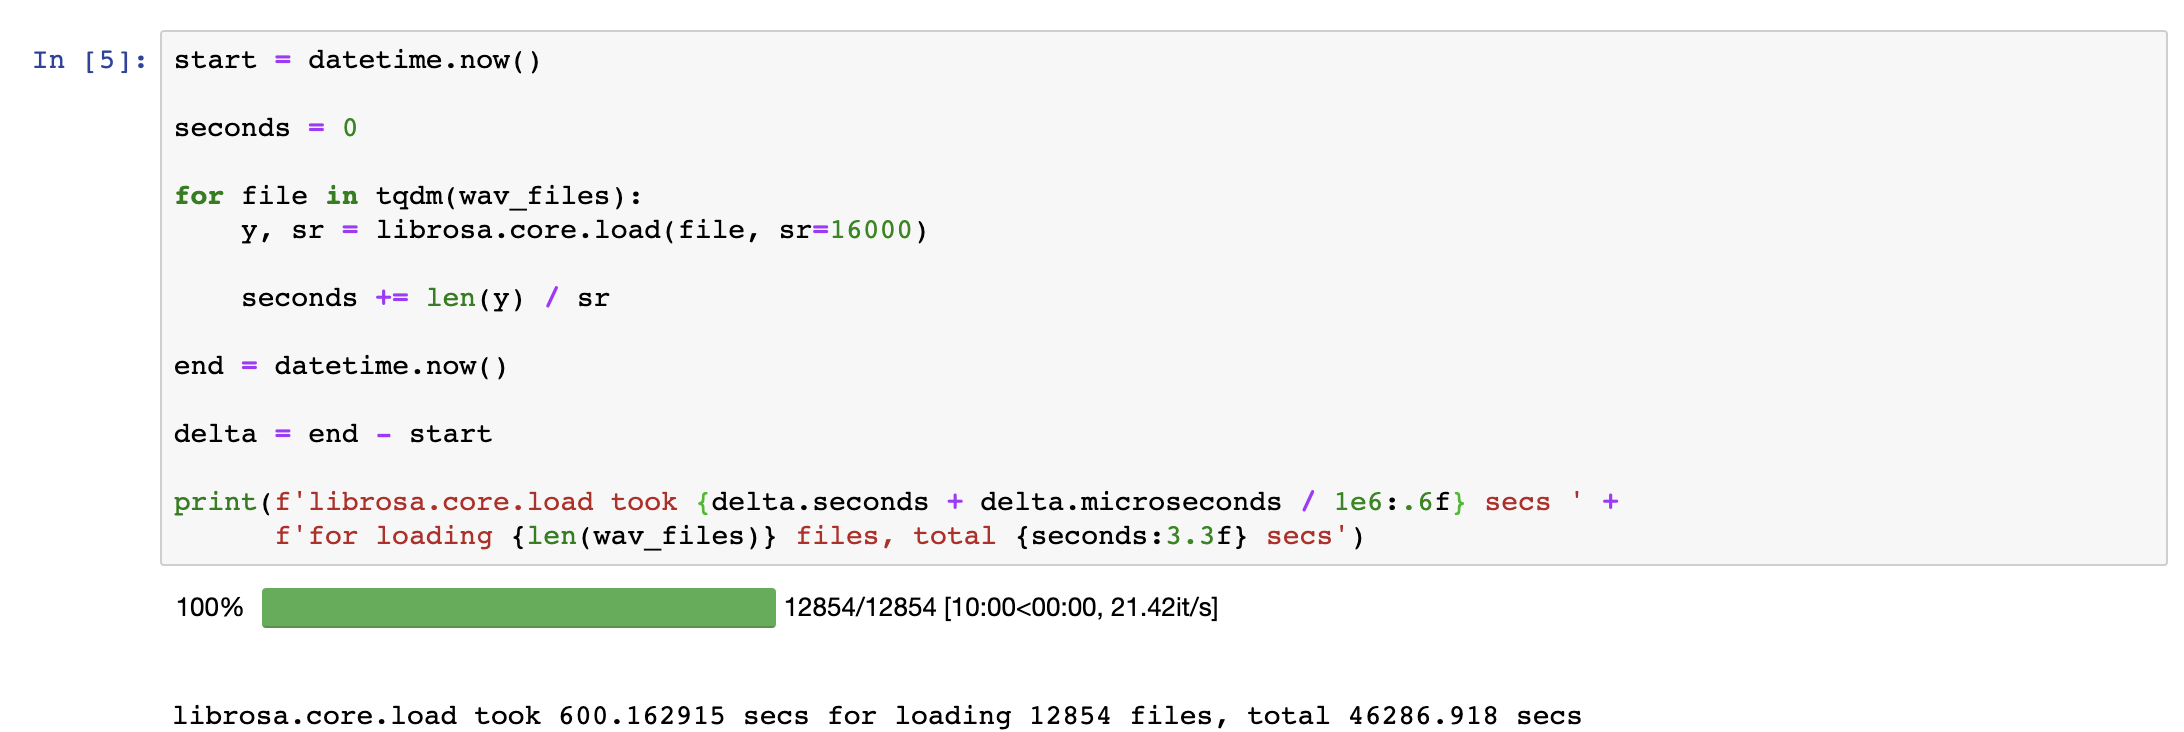 In [5]: start = datetime.now()
seconds = 0
for file in tqdm(wav_files):
    y, sr = librosa.core.load(file, sr=16000)
    seconds += len(y) / sr
end = datetime.now()
delta = end - start
print(f'librosa.core.load took {delta.seconds + delta.microseconds / 1e6:.6f} secs ' +
      f'for loading {len(wav_files)} files, total {seconds:3.3f} secs')
100% 12854/12854 [10:00<00:00, 21.42it/s]
librosa.core.load took 600.162915 secs for loading 12854 files, total 46286.918 secs